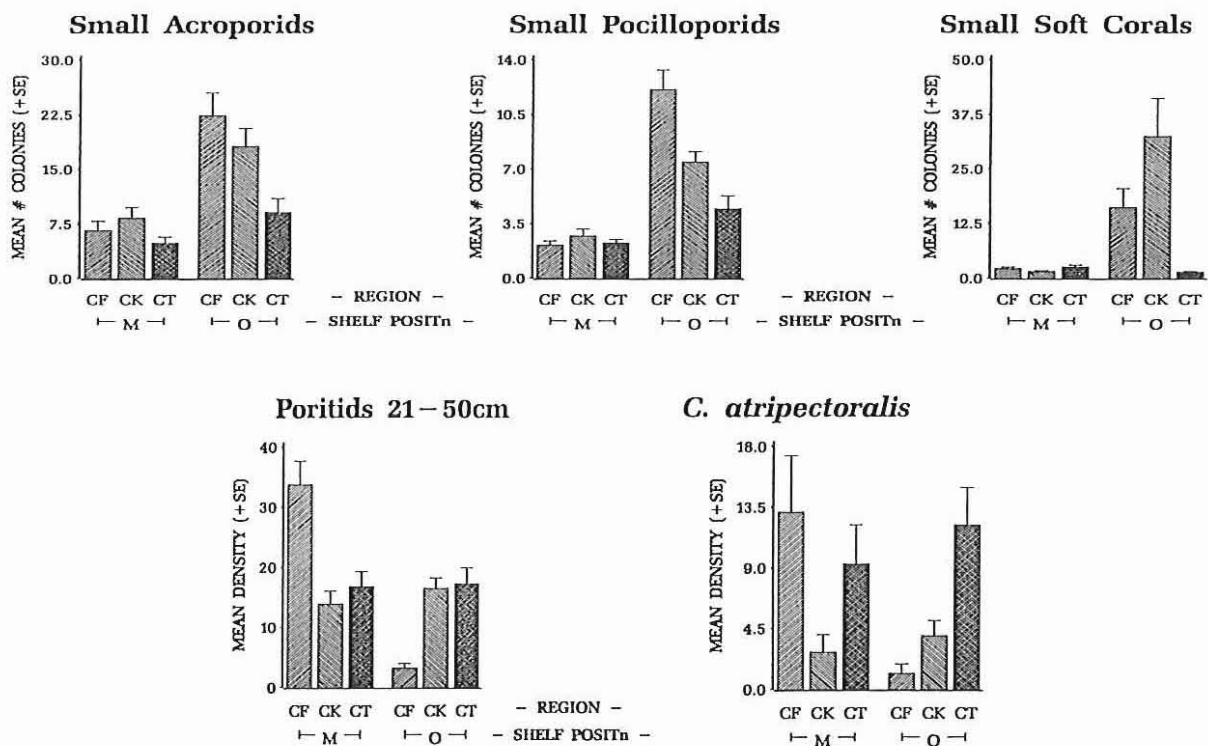 Small Acroporids
Small Pocilloporids
Small Soft Corals
MEAN # COLONIES (+SE)
30.0
22.5
15.0
7.5
0.0
CF CK CT CF CK CT
M O
MEAN # COLONIES (+SE)
14.0
10.5
7.0
3.5
0.0
– REGION – CF CK CT CF CK CT
– SHELF POSITn – M O
MEAN # COLONIES (+SE)
50.0
37.5
25.0
12.5
0.0
– REGION – CF CK CT CF CK CT
– SHELF POSITn – M O
Poritids 21–50cm
C. atripectoralis
MEAN DENSITY (+SE)
40
30
20
10
0
CF CK CT CF CK CT
M O
MEAN DENSITY (+SE)
18.0
13.5
9.0
4.5
0.0
– REGION – CF CK CT CF CK CT
– SHELF POSITn – M O